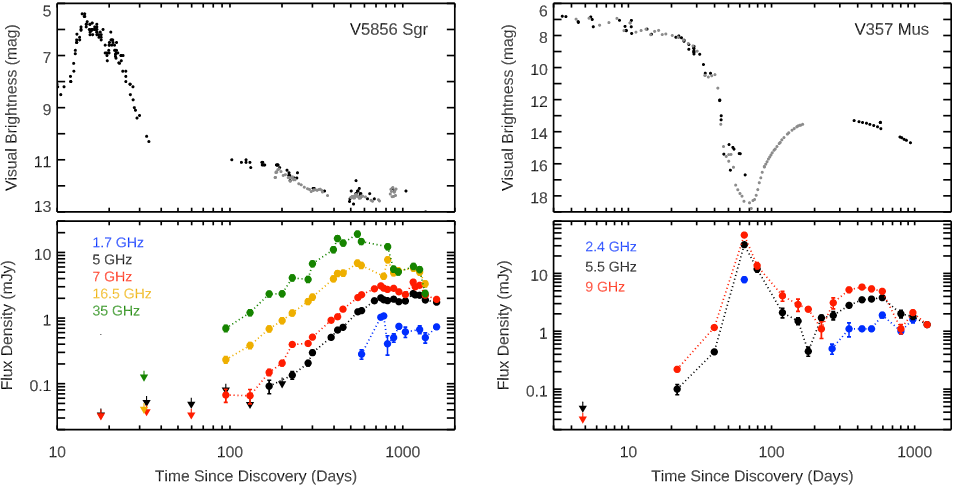 V5856 Sgr
Visual Brightness (mag)
5
7
9
11
13
V357 Mus
Visual Brightness (mag)
6
8
10
12
14
16
18
1.7 GHz
5 GHz
7 GHz
16.5 GHz
35 GHz
Flux Density (mJy)
10
1
0.1
10
100
1000
Time Since Discovery (Days)
2.4 GHz
5.5 GHz
9 GHz
Flux Density (mJy)
10
1
0.1
10
100
1000
Time Since Discovery (Days)